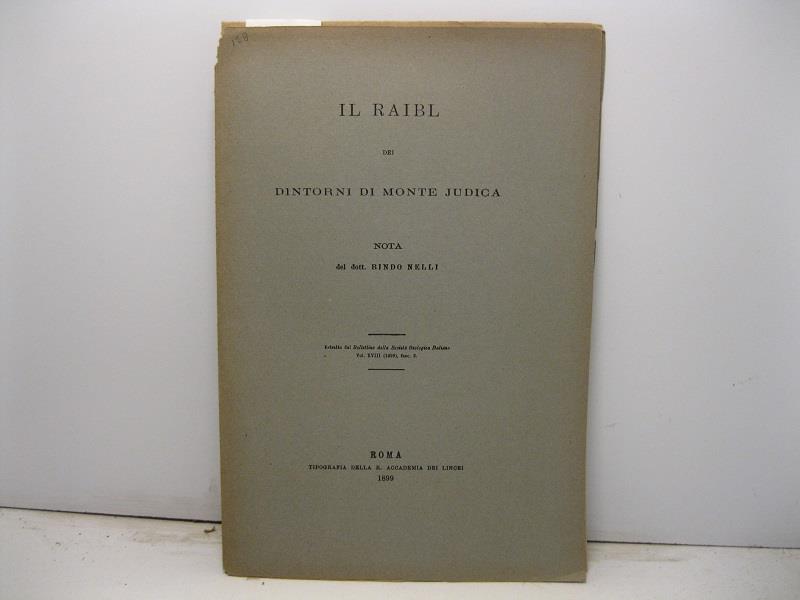 IL RAIBL
DEI
DINTORNI DI MONTE JUDICA
NOTA
del dott. BINDO NELLI
Estratto dal Bollettino della Società Geologica Italiana
Vol. XVIII (1899), fasc. 3.
ROMA
TIPOGRAFIA DELLA R. ACCADEMIA DEI LINCEI
1899